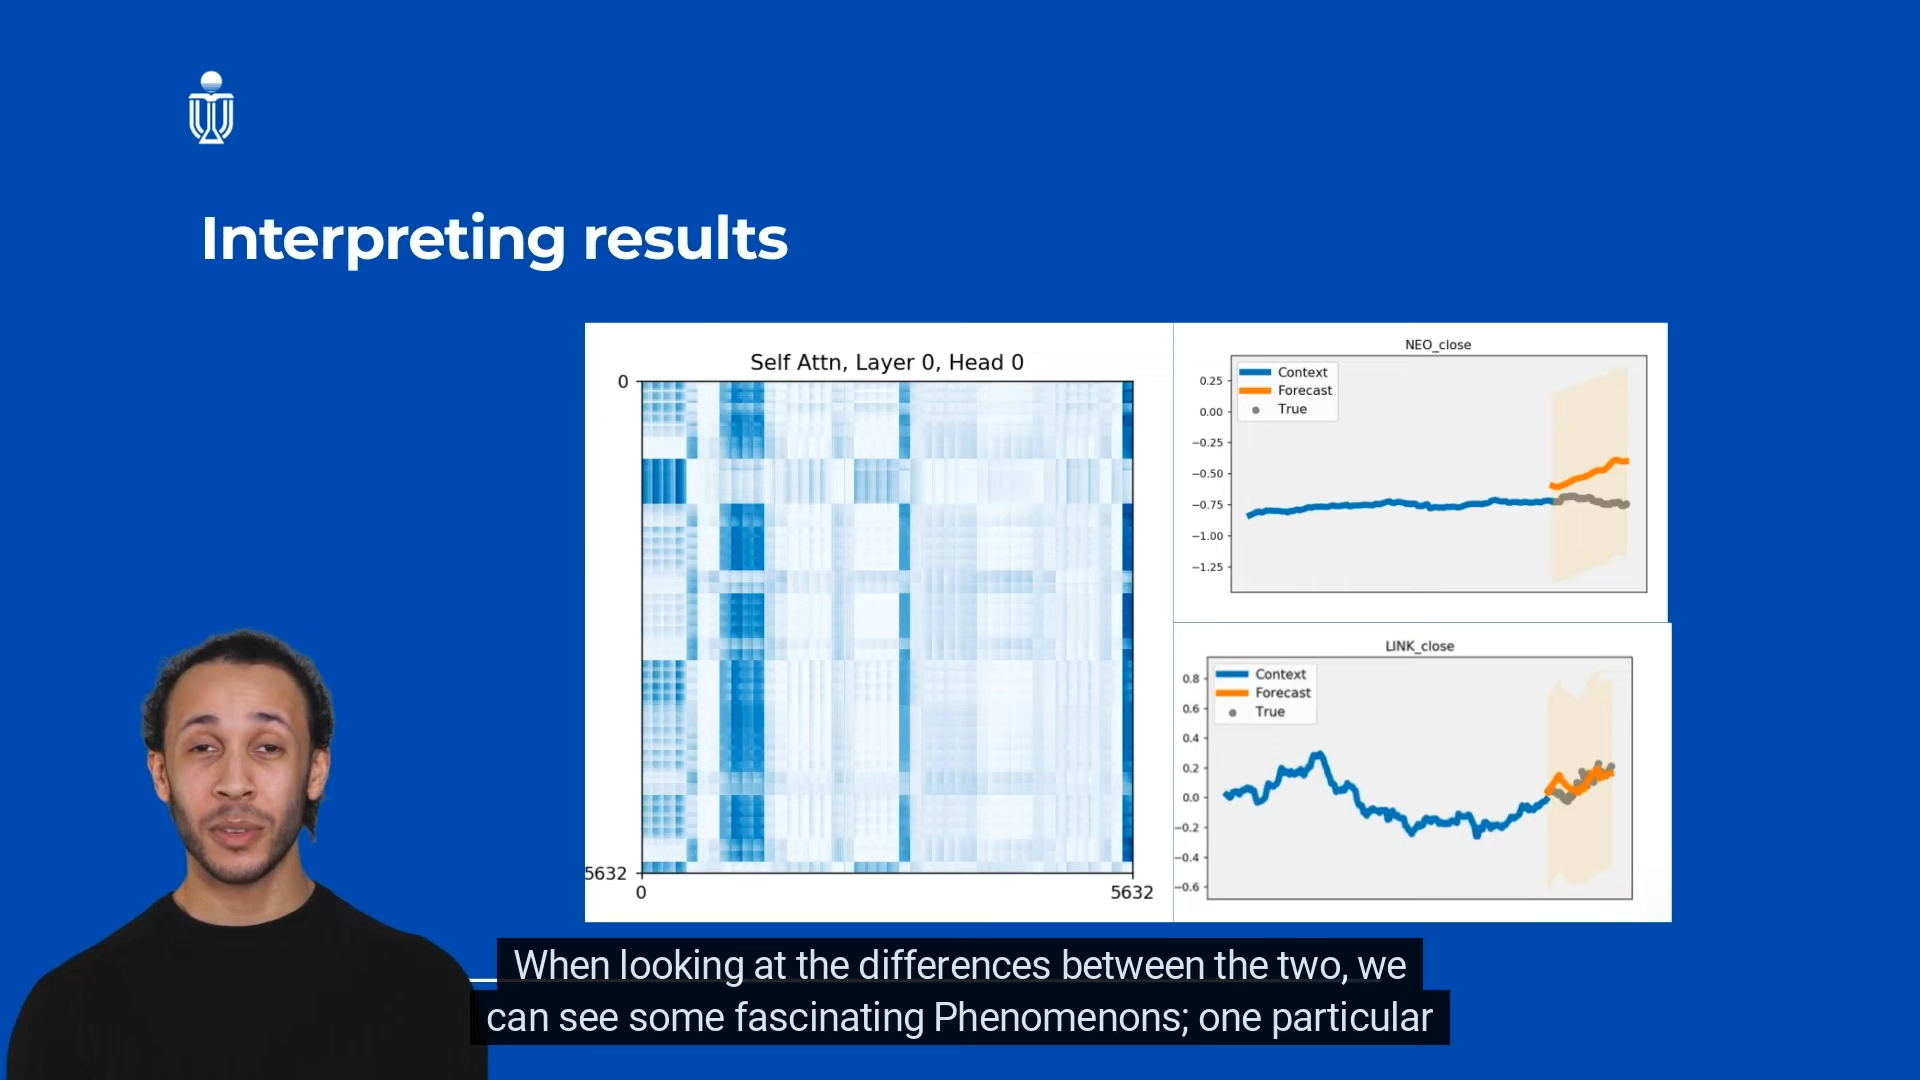 Interpreting results
Self Attn, Layer 0, Head 0
0
5632
0
5632
NEO_close
Context
Forecast
True
0.25
0.00
−0.25
−0.50
−0.75
−1.00
−1.25
LINK_close
Context
Forecast
True
0.8
0.6
0.4
0.2
0.0
−0.2
−0.4
−0.6
When looking at the differences between the two, we
can see some fascinating Phenomenons; one particular